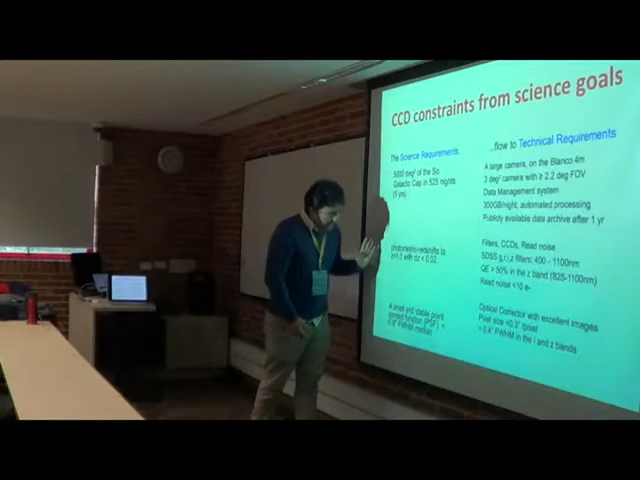 CCD constraints from science goals
The Science Requirements..
5000 deg² of the So
Galactic Cap in 525 nights
(5 yrs)
photometric-redshifts to
z=1.3 with dz < 0.02
A small and stable point
spread function (PSF) <
0.9" FWHM median
...flow to Technical Requirements
A large camera, on the Blanco 4m
3 deg² camera with ≥ 2.2 deg FOV
Data Management system
300GB/night, automated processing
Publicly available data archive after 1 yr
Filters, CCDs, Read noise
SDSS g,r,i,z filters: 400 - 1100nm
QE > 50% in the z band (825-1100nm)
Read noise <10 e-
Optical Corrector with excellent images
Pixel size <0.3"/pixel
< 0.4" FWHM in the i and z bands